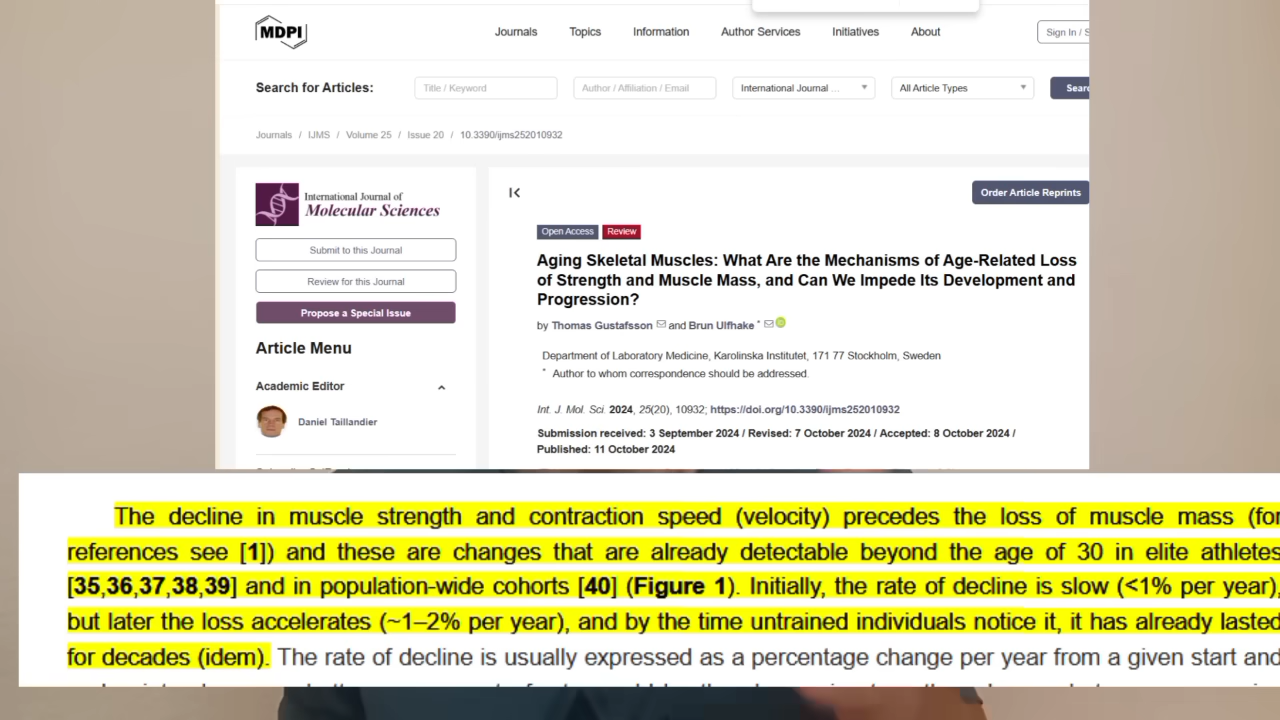 MDPI
Journals Topics Information Author Services Initiatives About
Sign In / S
Search for Articles:
Title / Keyword
Author / Affiliation / Email
International Journal ...
All Article Types
Sear
Journals / IJMS / Volume 25 / Issue 20 / 10.3390/ijms252010932
International Journal of
Molecular Sciences
Submit to this Journal
Review for this Journal
Propose a Special Issue
Article Menu
Academic Editor
Daniel Taillandier
Order Article Reprints
Open Access Review
Aging Skeletal Muscles: What Are the Mechanisms of Age-Related Loss
of Strength and Muscle Mass, and Can We Impede Its Development and
Progression?
by Thomas Gustafsson and Brun Ulfhake *
Department of Laboratory Medicine, Karolinska Institutet, 171 77 Stockholm, Sweden
* Author to whom correspondence should be addressed.
Int. J. Mol. Sci. 2024, 25(20), 10932; https://doi.org/10.3390/ijms252010932
Submission received: 3 September 2024 / Revised: 7 October 2024 / Accepted: 8 October 2024 /
Published: 11 October 2024
The decline in muscle strength and contraction speed (velocity) precedes the loss of muscle mass (for
references see [1]) and these are changes that are already detectable beyond the age of 30 in elite athletes
[35,36,37,38,39] and in population-wide cohorts [40] (Figure 1). Initially, the rate of decline is slow (<1% per year),
but later the loss accelerates (~1–2% per year), and by the time untrained individuals notice it, it has already lasted
for decades (idem). The rate of decline is usually expressed as a percentage change per year from a given start and